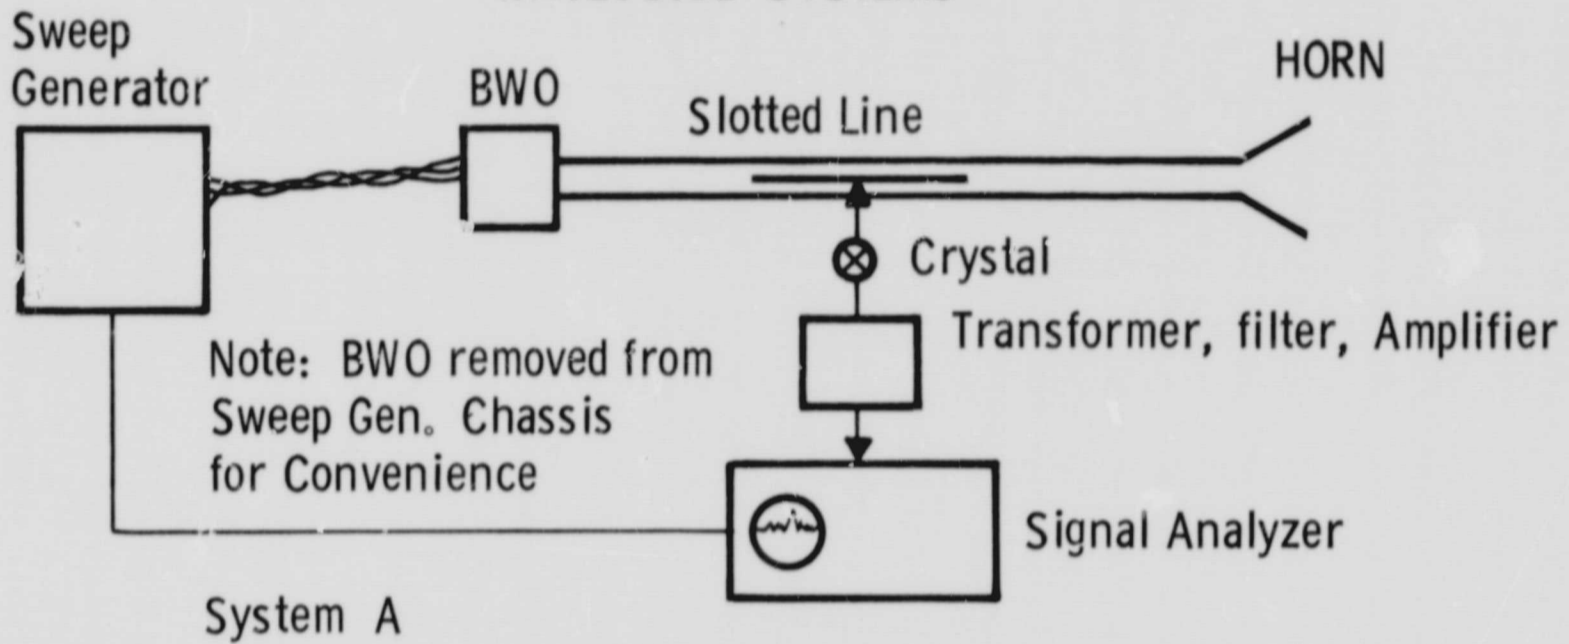 Sweep
Generator
BWO
Slotted Line
HORN
Crystal
Transformer, filter, Amplifier
Note: BWO removed from
Sweep Gen. Chassis
for Convenience
Signal Analyzer
System A